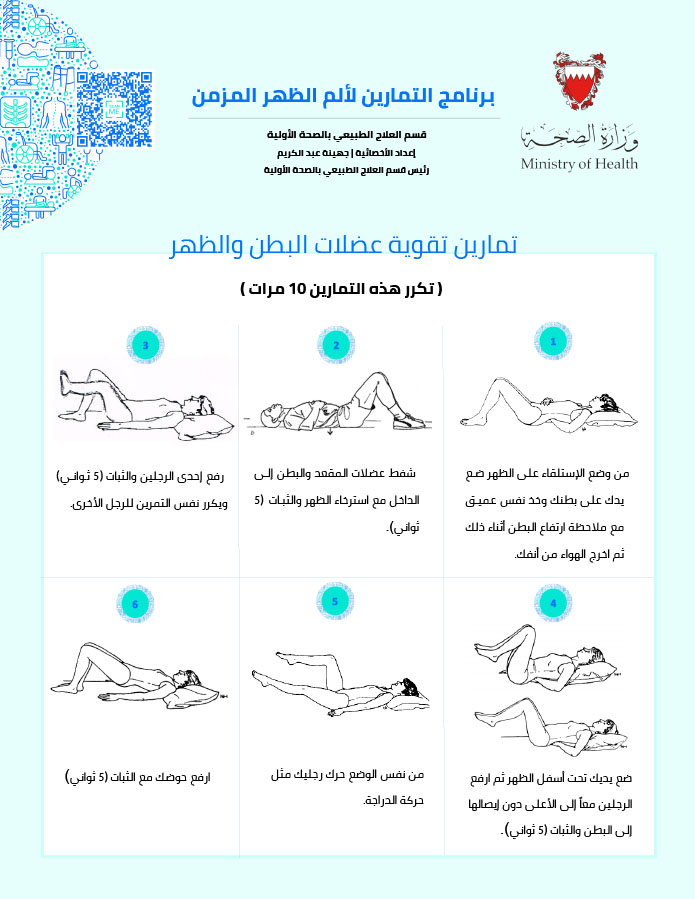 برنامج التمارين لألم الظهر المزمن
قسم العلاج الطبيعي بالصحة الأولية
إعداد الأخصائية | جهينة عبد الكريم
رئيس قسم العلاج الطبيعي بالصحة الأولية
وزارة الصحة
Ministry of Health
تمارين تقوية عضلات البطن والظهر
( تكرر هذه التمارين 10 مرات )
1
من وضع الإستلقاء على الظهر ضع
يدك على بطنك وخذ نفس عميق
مع ملاحظة ارتفاع البطن أثناء ذلك
ثم اخرج الهواء من أنفك.
2
شفط عضلات المقعد والبطن إلى
الداخل مع استرخاء الظهر والثبات (5
ثواني).
3
رفع إحدى الرجلين والثبات (5 ثواني)
ويكرر نفس التمرين للرجل الأخرى.
4
ضع يديك تحت أسفل الظهر ثم ارفع
الرجلين معاً إلى الأعلى دون إيصالها
إلى البطن والثبات (5 ثواني).
5
من نفس الوضع حرك رجليك مثل
حركة الدراجة.
6
ارفع حوضك مع الثبات (5 ثواني)